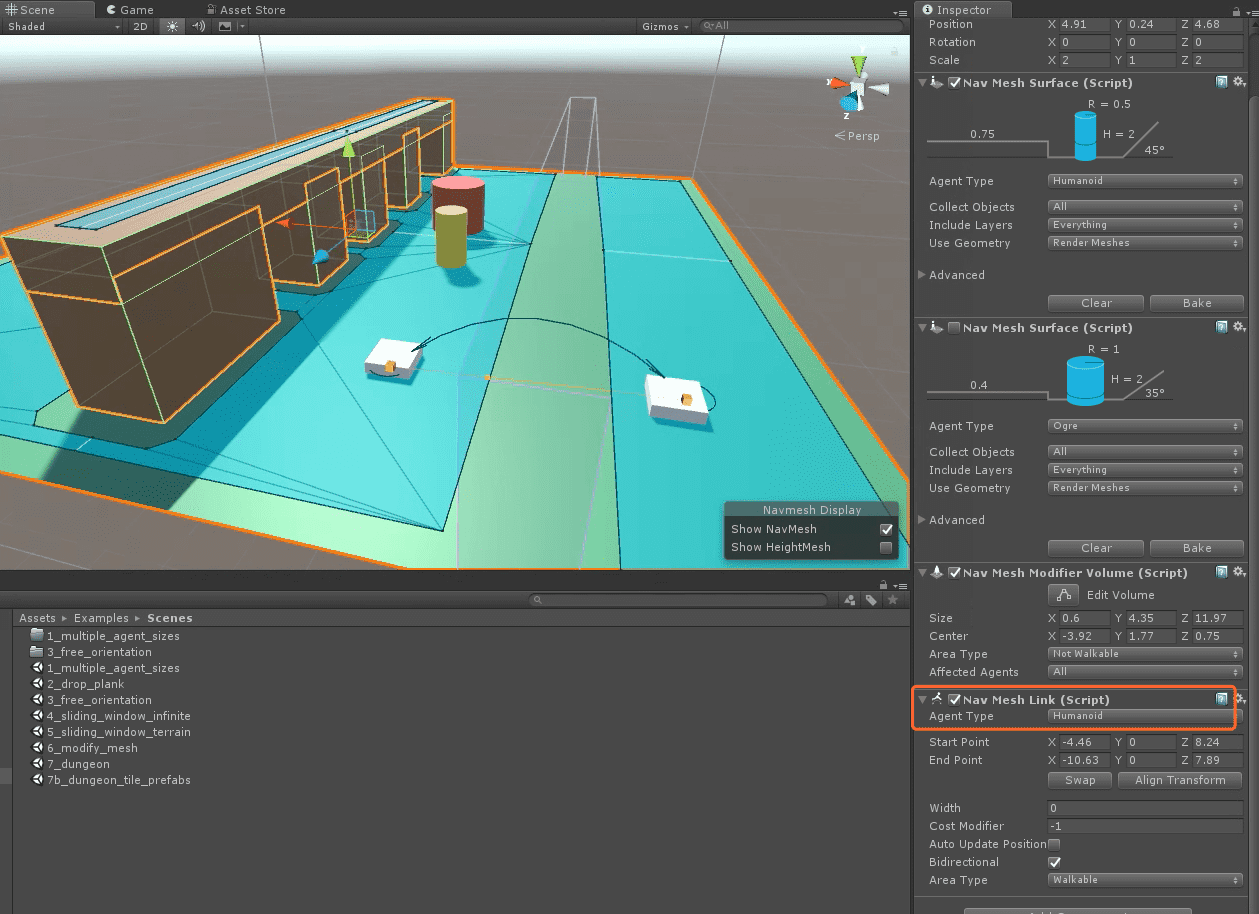 Scene Game Asset Store
Shaded 2D Gizmos All
Y
X
Z
Persp
Navmesh Display
Show NavMesh
Show HeightMesh
Assets Examples Scenes
1_multiple_agent_sizes
3_free_orientation
1_multiple_agent_sizes
2_drop_plank
3_free_orientation
4_sliding_window_infinite
5_sliding_window_terrain
6_modify_mesh
7_dungeon
7b_dungeon_tile_prefabs
Inspector
Position X 4.91 Y 0.24 Z 4.68
Rotation X 0 Y 0 Z 0
Scale X 2 Y 1 Z 2
Nav Mesh Surface (Script)
R = 0.5
0.75 H = 2 45°
Agent Type Humanoid
Collect Objects All
Include Layers Everything
Use Geometry Render Meshes
Advanced
Clear Bake
Nav Mesh Surface (Script)
R = 1
0.4 H = 2 35°
Agent Type Ogre
Collect Objects All
Include Layers Everything
Use Geometry Render Meshes
Advanced
Clear Bake
Nav Mesh Modifier Volume (Script)
Edit Volume
Size X 0.6 Y 4.35 Z 11.97
Center X -3.92 Y 1.77 Z 0.75
Area Type Not Walkable
Affected Agents All
Nav Mesh Link (Script)
Agent Type Humanoid
Start Point X -4.46 Y 0 Z 8.24
End Point X -10.63 Y 0 Z 7.89
Swap Align Transform
Width 0
Cost Modifier -1
Auto Update Position
Bidirectional
Area Type Walkable